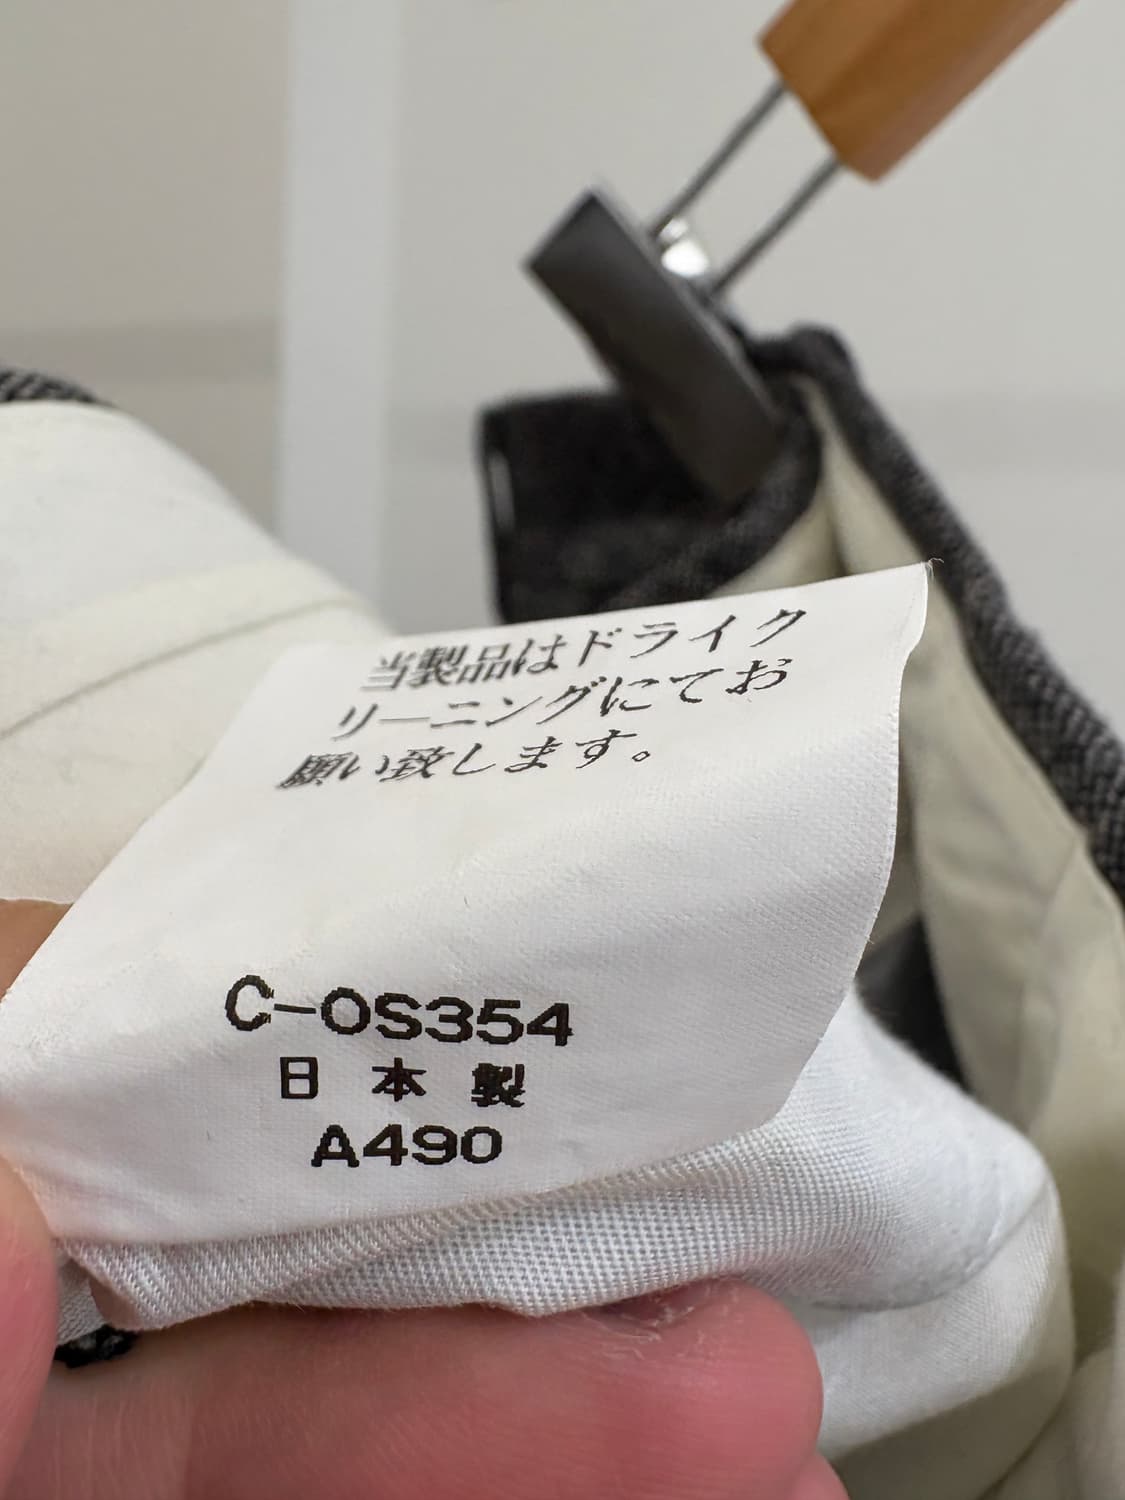 当製品はドライク
リーニングにてお
願い致します。
C-OS354
日本製
A490